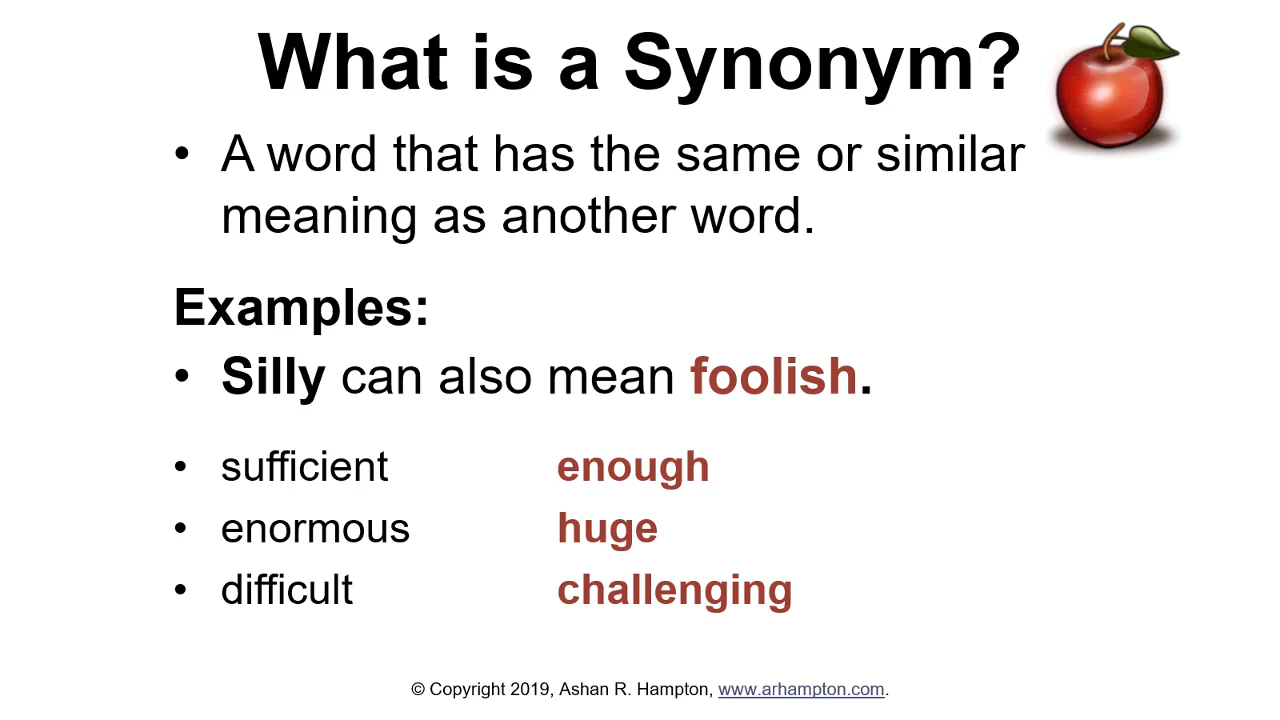 What is a Synonym?
• A word that has the same or similar
meaning as another word.
Examples:
• Silly can also mean foolish.
• sufficient enough
• enormous huge
• difficult challenging
© Copyright 2019, Ashan R. Hampton, www.arhampton.com.